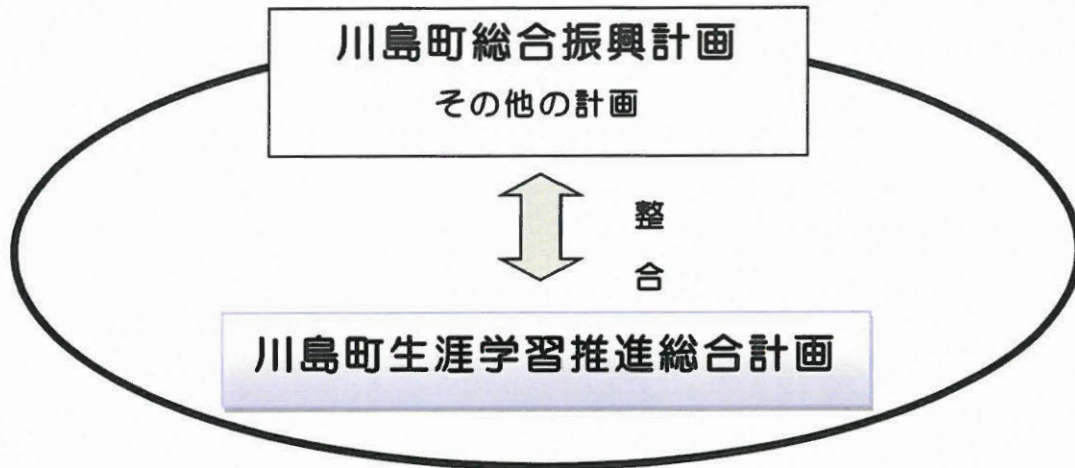 川島町総合振興計画
その他の計画
整
合
川島町生涯学習推進総合計画